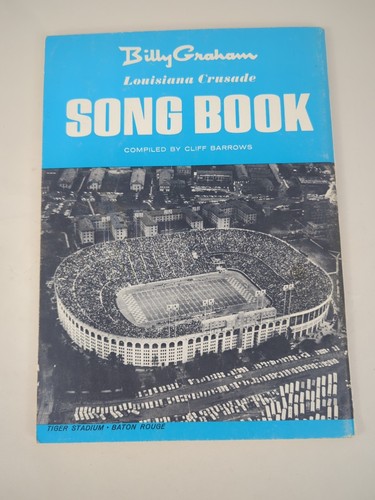 Billy Graham
Louisiana Crusade
SONG BOOK
COMPILED BY CLIFF BARROWS
TIGER STADIUM • BATON ROUGE